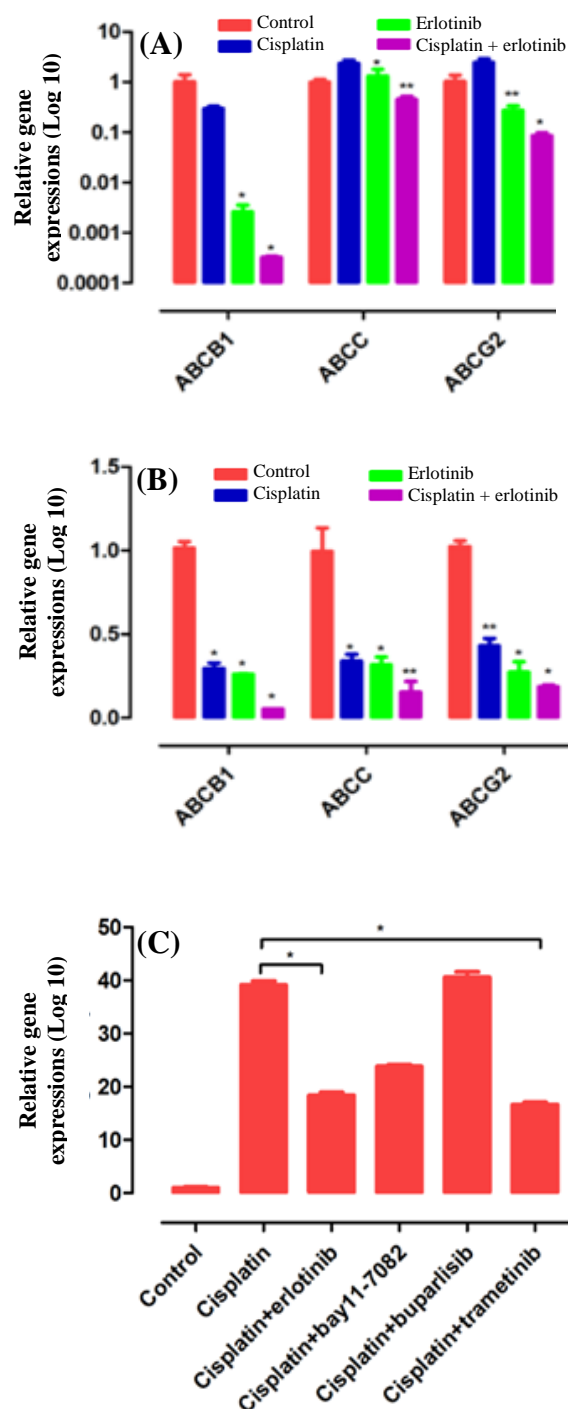 (A)
Control
Erlotinib
Cisplatin
Cisplatin + erlotinib
Relative gene
expressions (Log 10)
10
1
0.1
0.01
0.001
0.0001
*
*
*
**
**
*
ABCB1
ABCC
ABCG2
(B)
Control
Erlotinib
Cisplatin
Cisplatin + erlotinib
Relative gene
expressions (Log 10)
1.5
1.0
0.5
0.0
*
*
*
*
*
**
**
*
*
ABCB1
ABCC
ABCG2
(C)
Relative gene
expressions (Log 10)
50
40
30
20
10
0
*
*
Control
Cisplatin
Cisplatin+erlotinib
Cisplatin+bay11-7082
Cisplatin+buparlisib
Cisplatin+trametinib